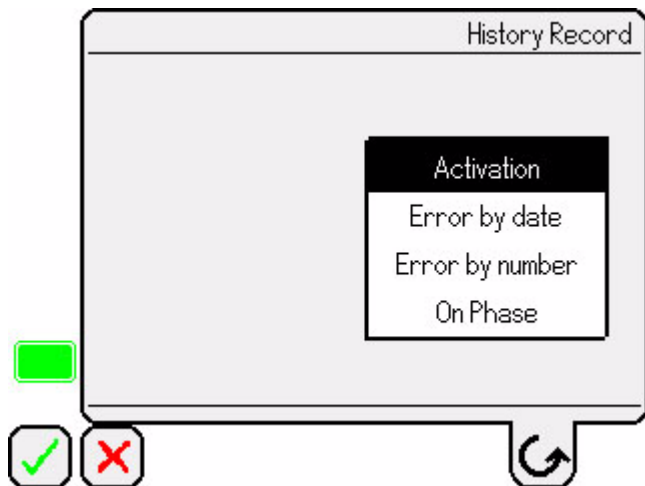 History Record
Activation
Error by date
Error by number
On Phase